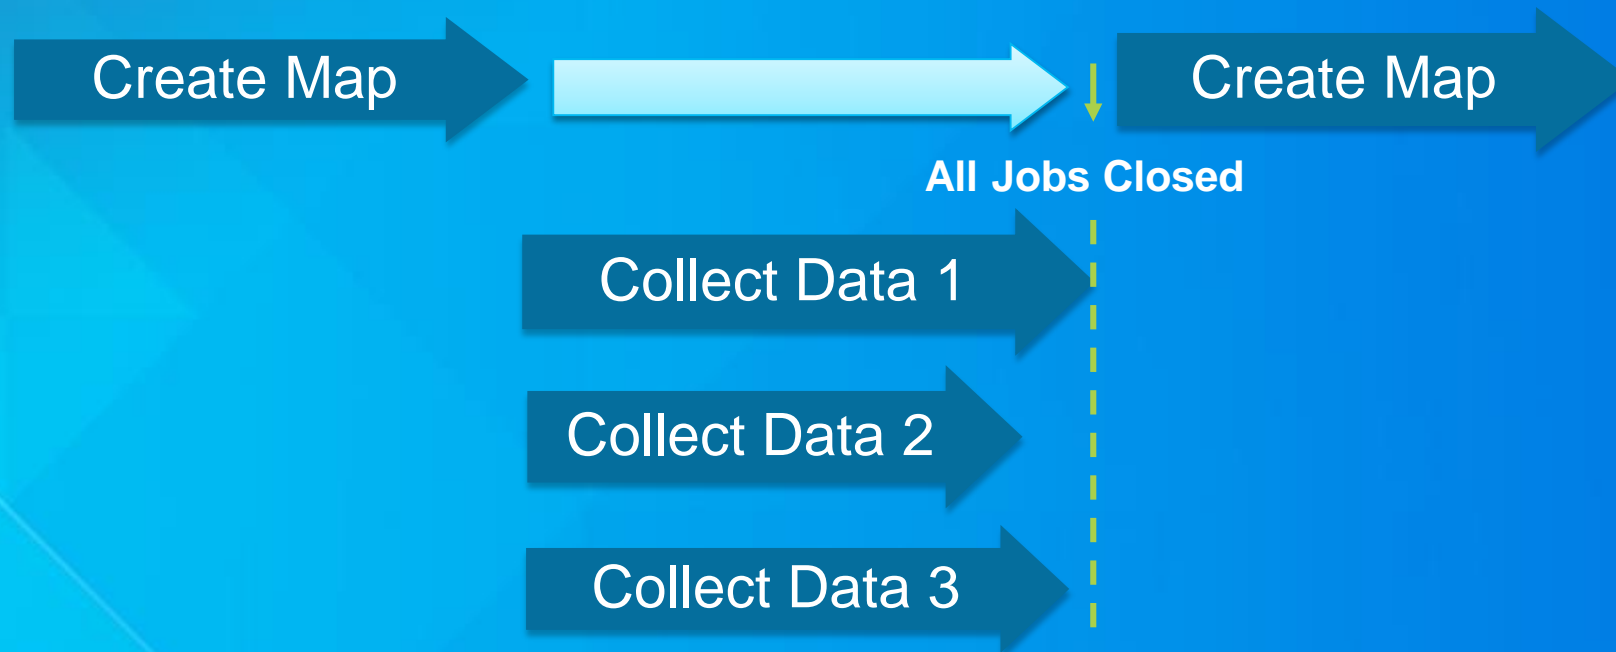 Create Map
Create Map
All Jobs Closed
Collect Data 1
Collect Data 2
Collect Data 3